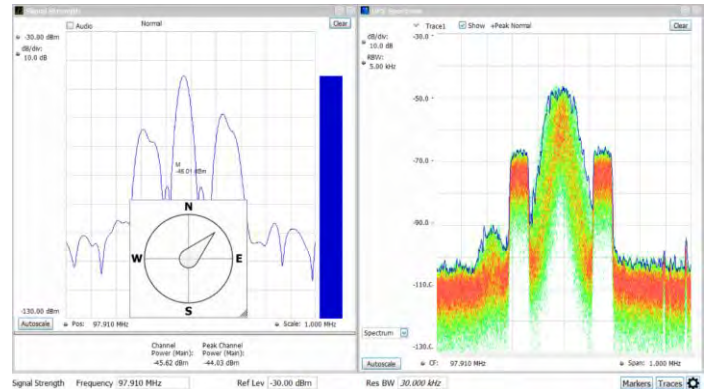 Signal Strength
Audio
Normal
Clear
-30.00 dBm
dB/div:
10.0 dB
M
-46.01 dBm
N
W
E
S
-130.00 dBm
Autoscale
Pos: 97.910 MHz
Scale: 1.000 MHz
Channel
Power (Main):
-45.62 dBm
Peak Channel
Power (Main):
-44.03 dBm
DPX Spectrum
Trace1
Show
+Peak Normal
Clear
dB/div:
10.0 dB
RBW:
5.00 kHz
-30.0
-50.0
-70.0
-90.0
-110.0
-130.0
Spectrum
Autoscale
CF: 97.910 MHz
Span: 1.000 MHz
Signal Strength
Frequency 97.910 MHz
Ref Lev -30.00 dBm
Res BW 30.000 kHz
Markers
Traces